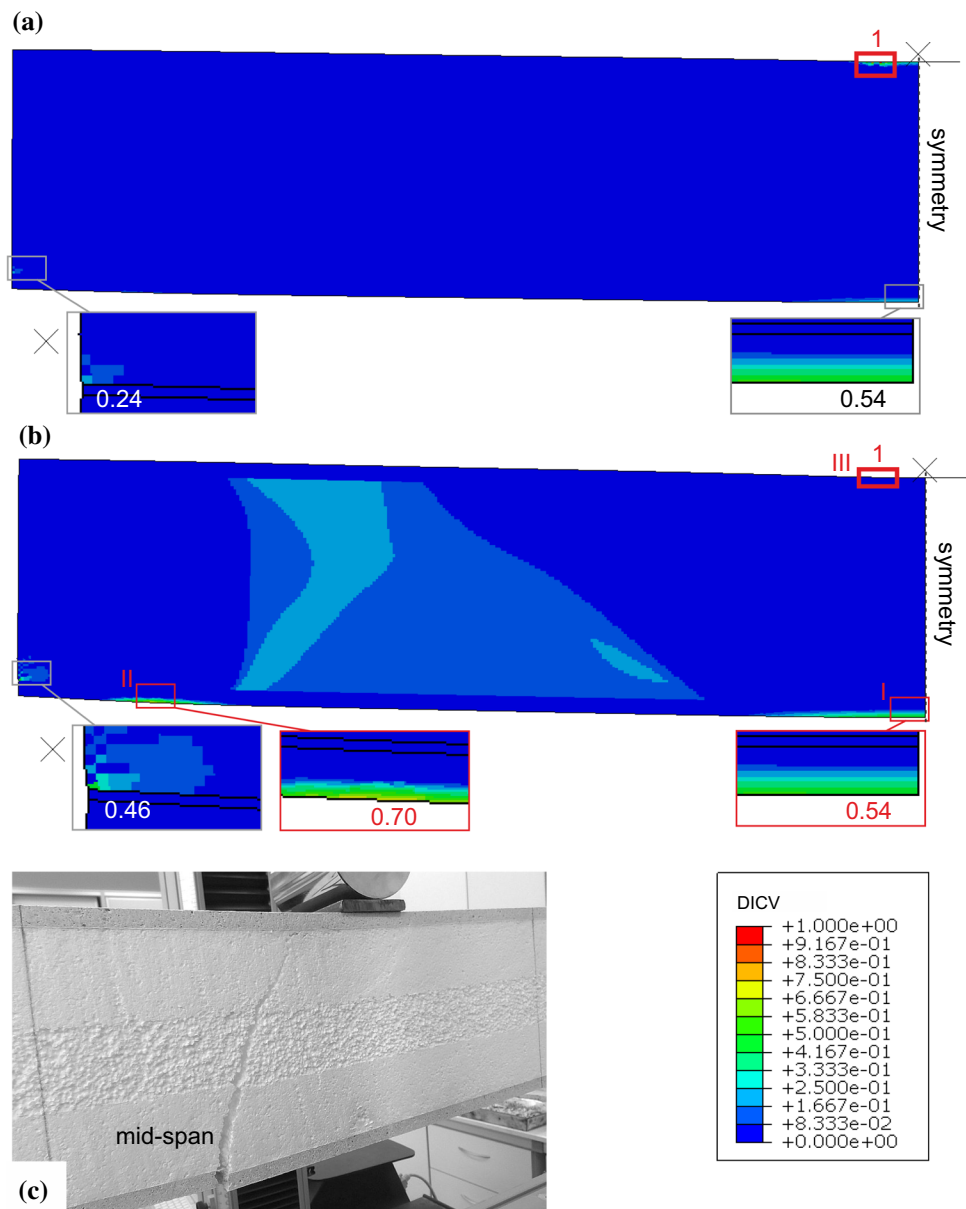 (a)
1
symmetry
0.24
0.54
(b)
III
1
symmetry
II
I
0.46
0.70
0.54
(c)
mid-span
DICV
+1.000e+00
+9.167e-01
+8.333e-01
+7.500e-01
+6.667e-01
+5.833e-01
+5.000e-01
+4.167e-01
+3.333e-01
+2.500e-01
+1.667e-01
+8.333e-02
+0.000e+00